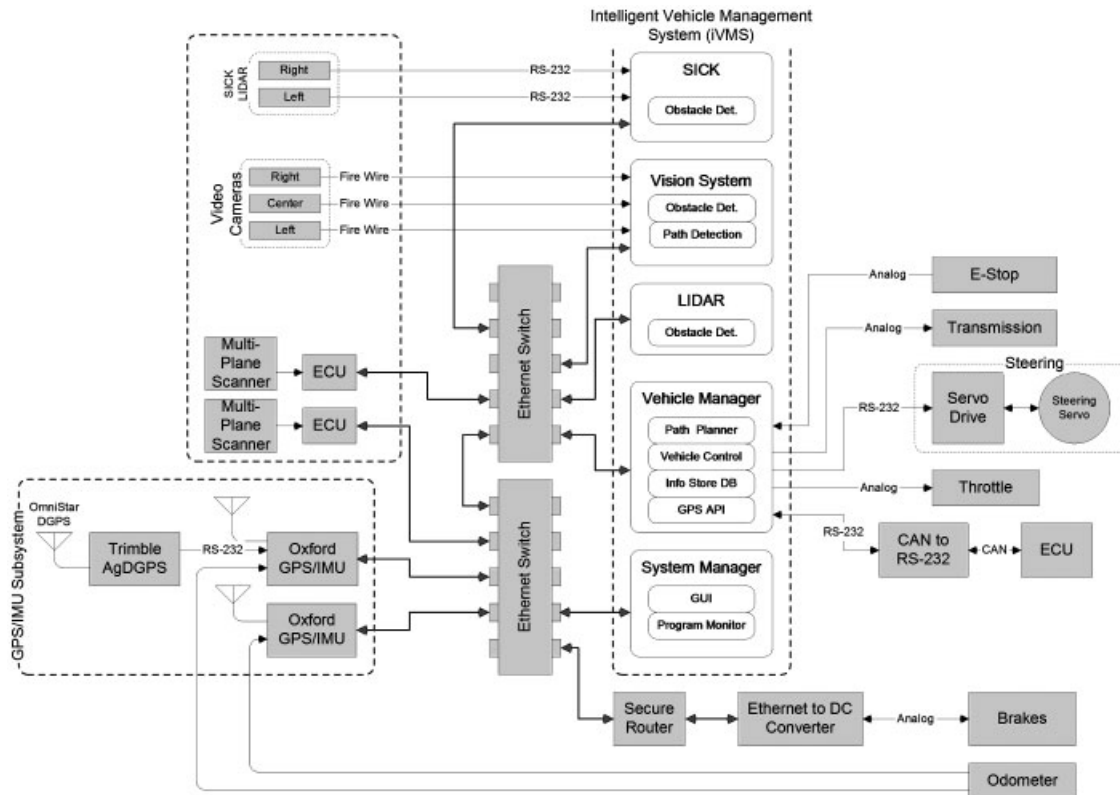 Intelligent Vehicle Management
System (iVMS)
SICK
LIDAR
Right
Left
RS-232
RS-232
SICK
Obstacle Det.
Video
Cameras
Right
Center
Left
Fire Wire
Fire Wire
Fire Wire
Vision System
Obstacle Det.
Path Detection
Ethernet Switch
LIDAR
Obstacle Det.
Analog
E-Stop
Analog
Transmission
Steering
Multi-
Plane
Scanner
ECU
Multi-
Plane
Scanner
ECU
Vehicle Manager
Path Planner
Vehicle Control
Info Store DB
GPS API
RS-232
Servo
Drive
Steering
Servo
Analog
Throttle
RS-232
CAN to
RS-232
CAN
ECU
GPS/IMU Subsystem
OmniStar
DGPS
Trimble
AgDGPS
RS-232
Oxford
GPS/IMU
Oxford
GPS/IMU
Ethernet Switch
System Manager
GUI
Program Monitor
Secure
Router
Ethernet to DC
Converter
Analog
Brakes
Odometer